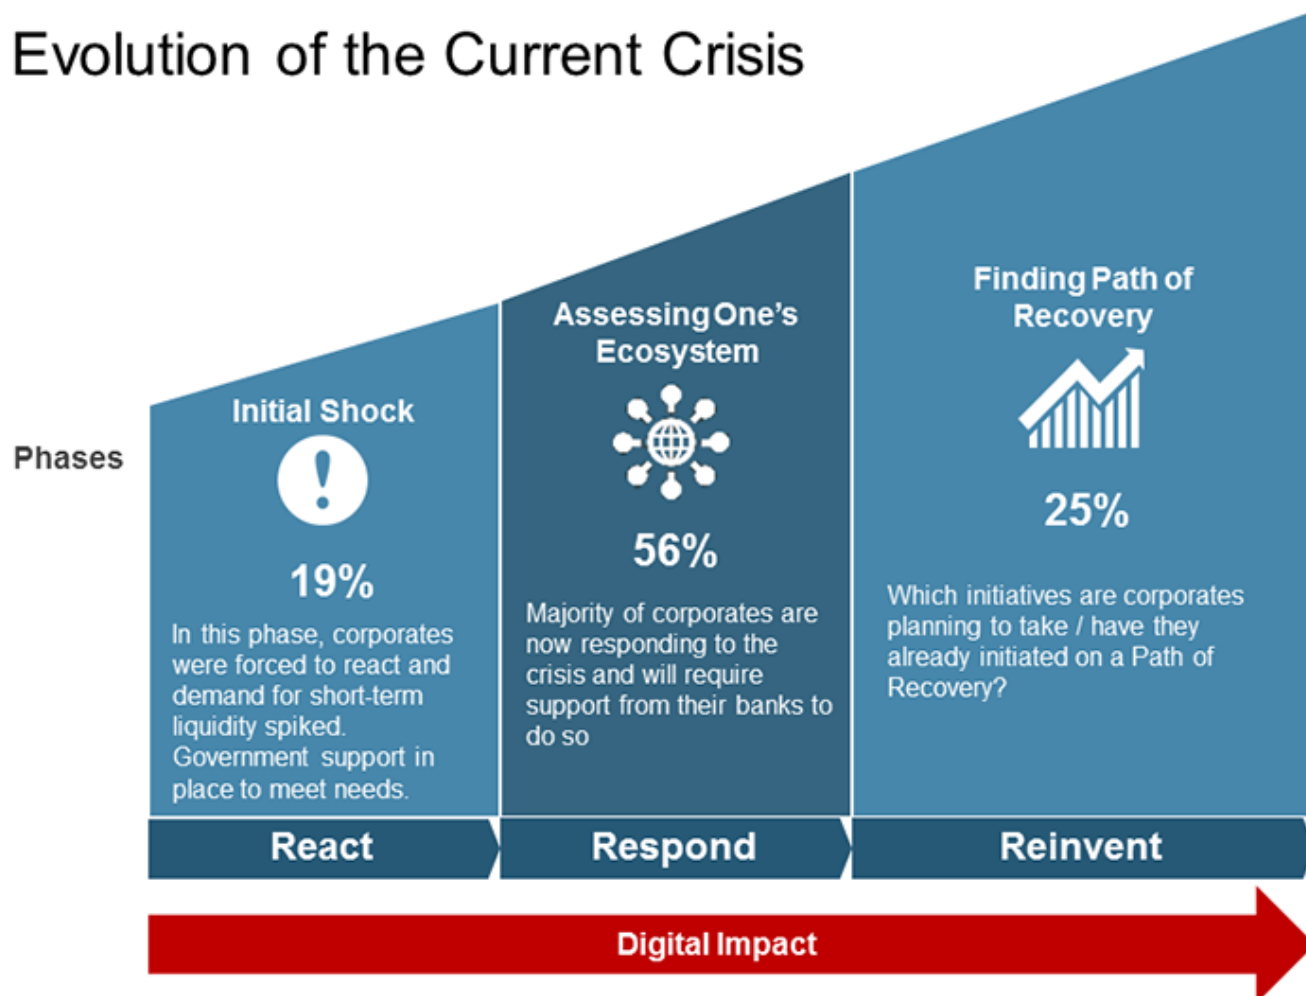 Evolution of the Current Crisis
Phases
Initial Shock
19%
In this phase, corporates
were forced to react and
demand for short-term
liquidity spiked.
Government support in
place to meet needs.
React
Assessing One's
Ecosystem
56%
Majority of corporates are
now responding to the
crisis and will require
support from their banks to
do so
Respond
Finding Path of
Recovery
25%
Which initiatives are corporates
planning to take / have they
already initiated on a Path of
Recovery?
Reinvent
Digital Impact